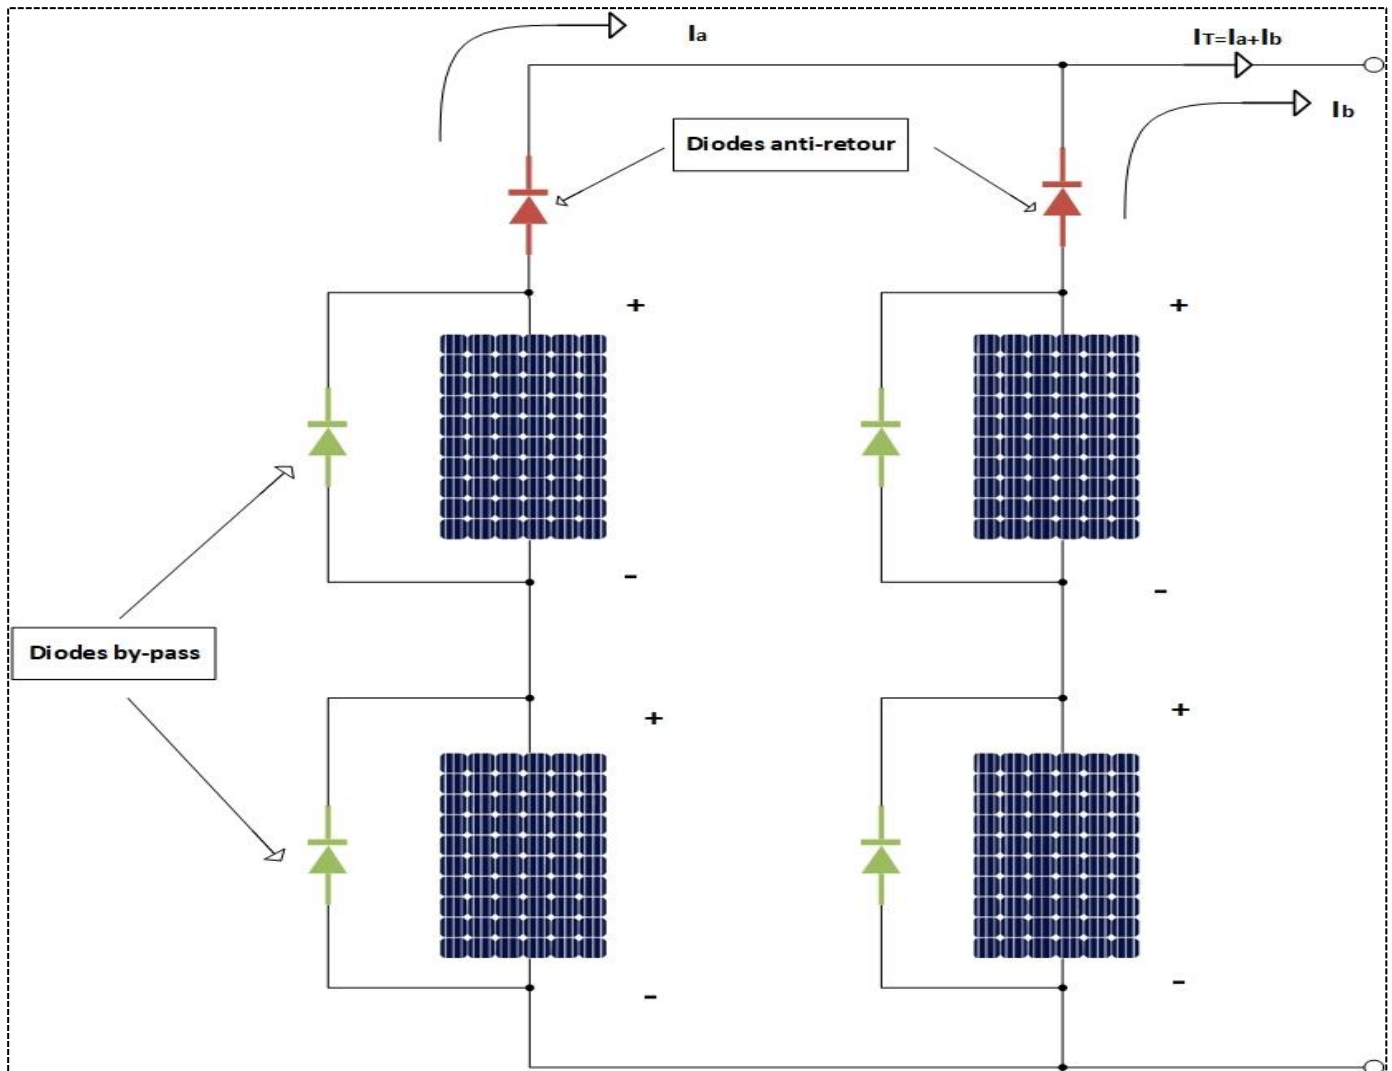 Ia
IT=Ia+Ib
Ib
Diodes anti-retour
+
+
-
-
Diodes by-pass
+
+
-
-